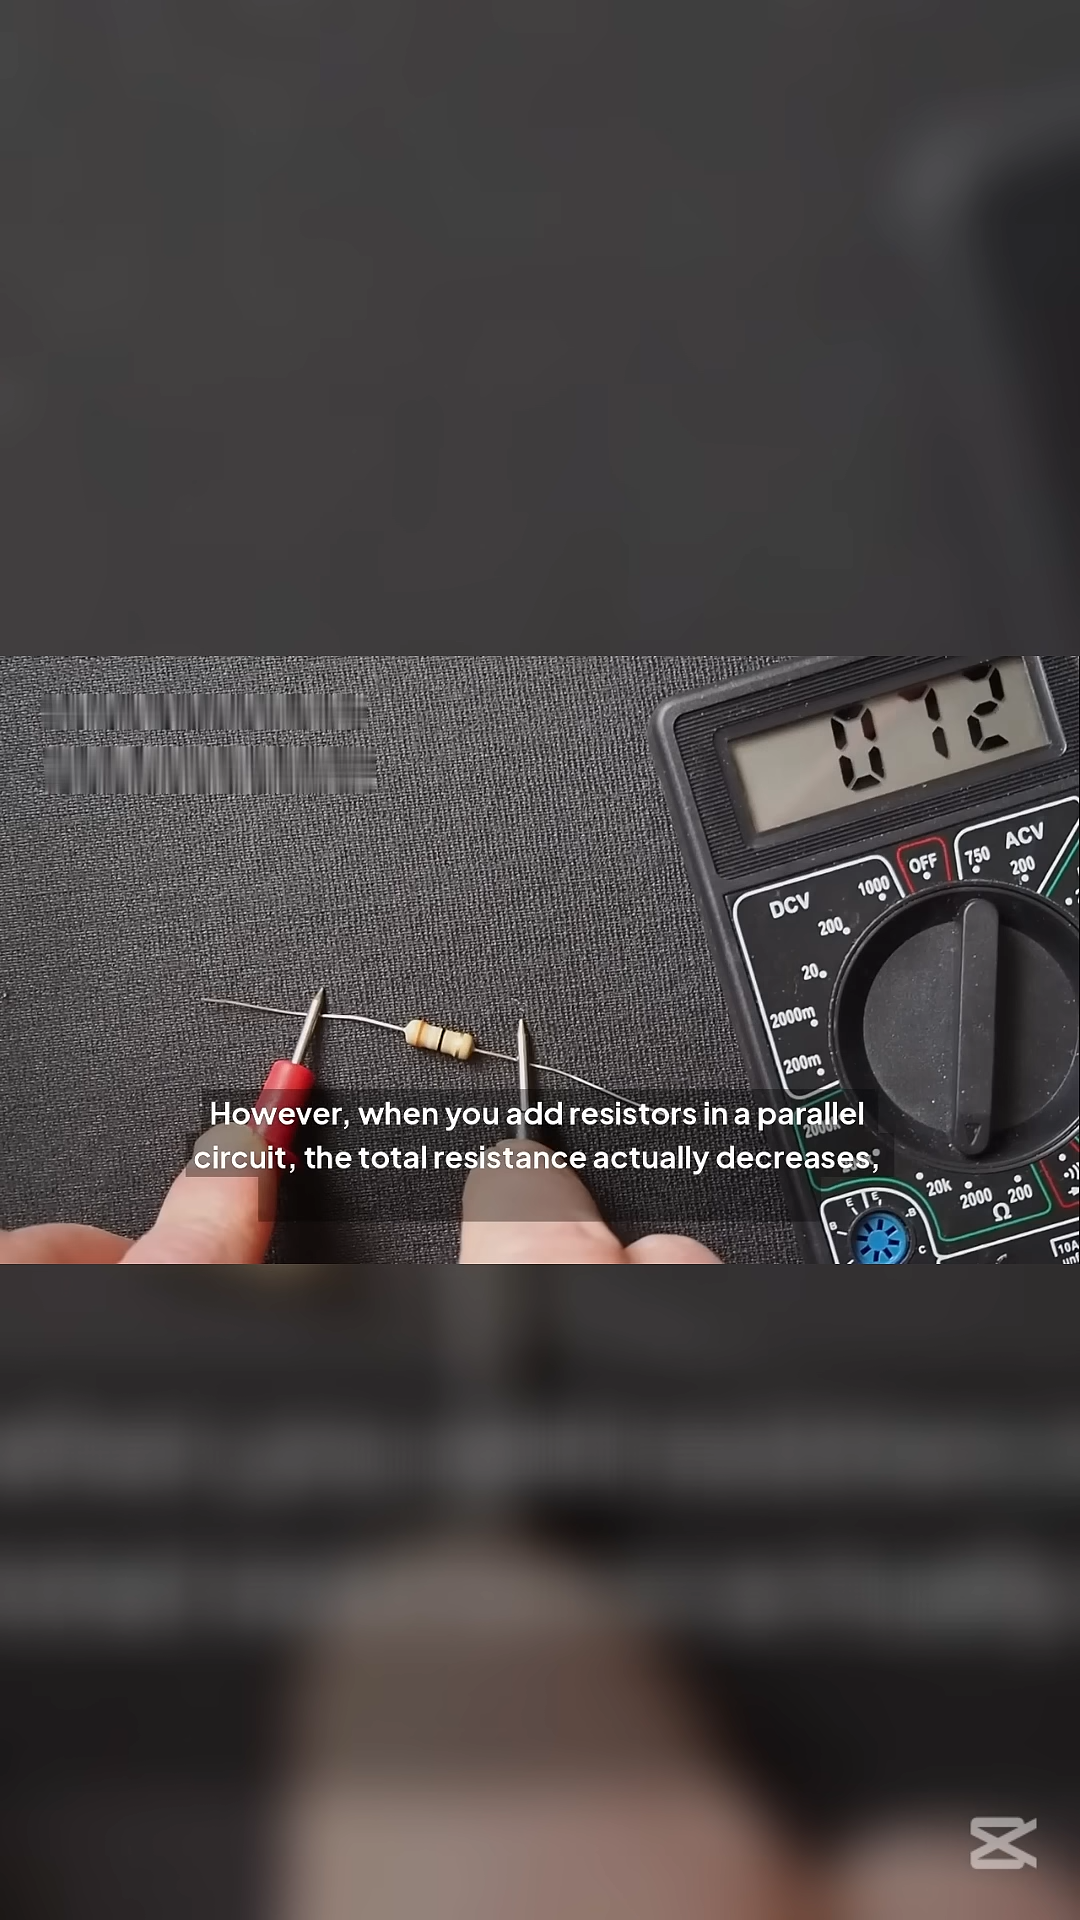 072
ACV
OFF
750
200
DCV
1000
200
20
2000m
200m
However, when you add resistors in a parallel
circuit, the total resistance actually decreases,
20k
2000
200
Ω
E
E
B
B
C
10A